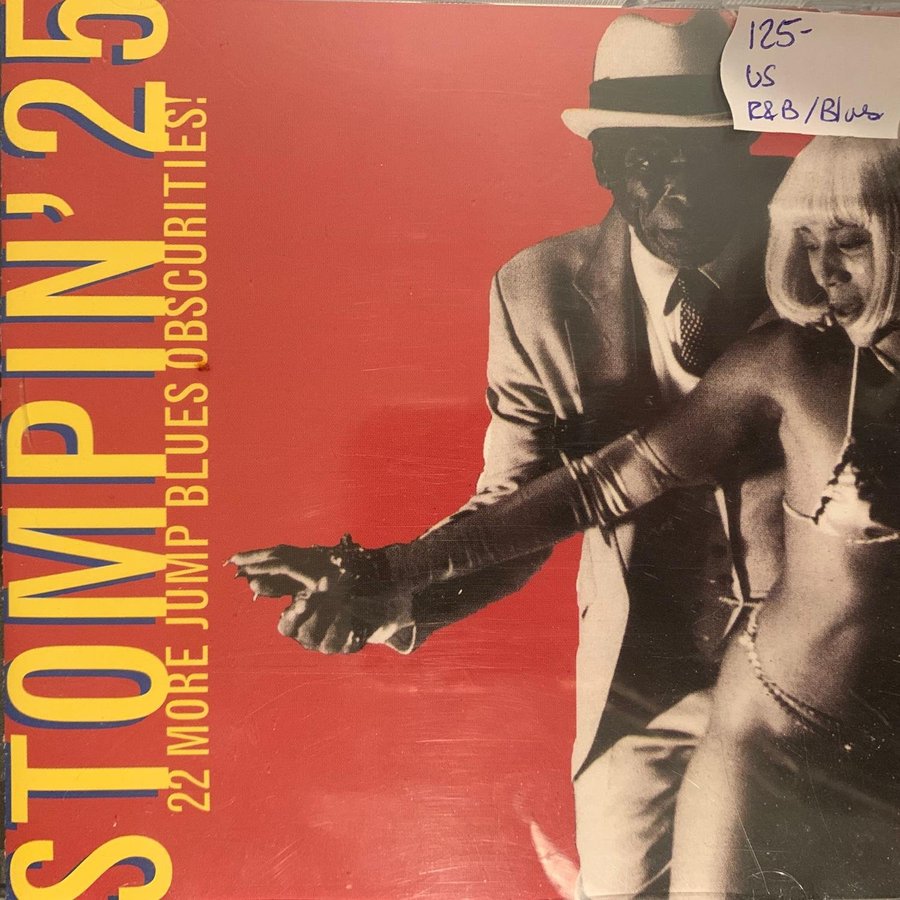 STOMPIN' 25
22 MORE JUMP BLUES OBSCURITIES!
125-
US
R&B/Blues